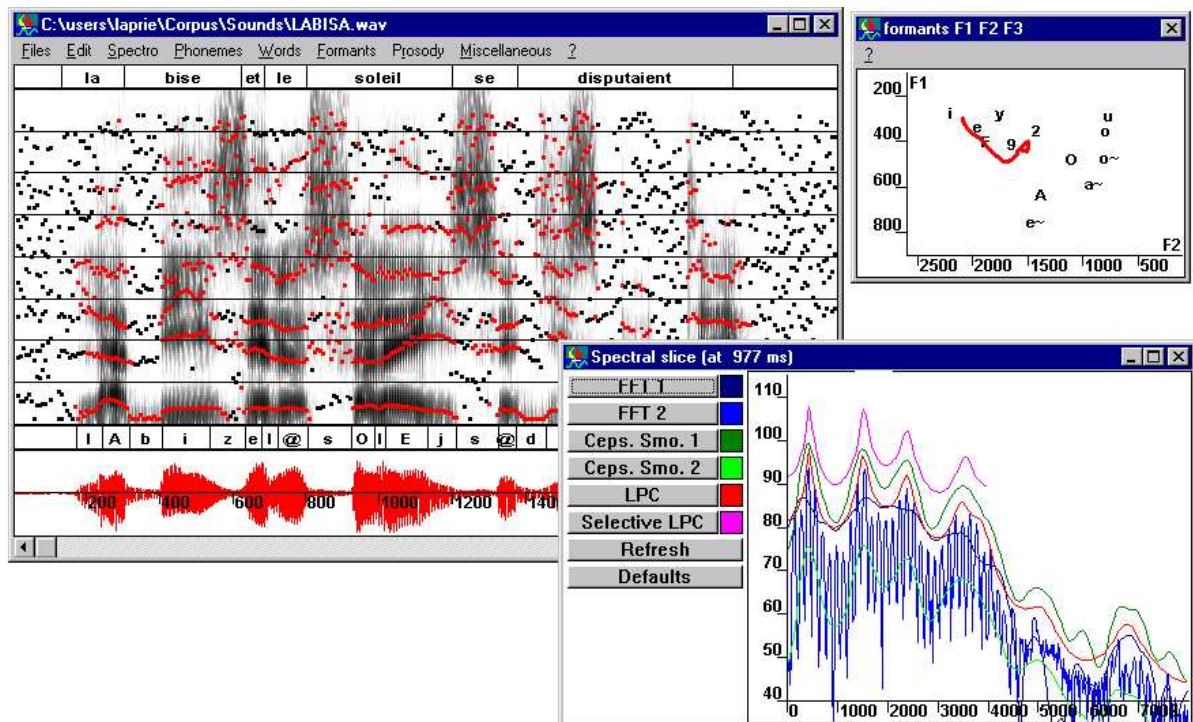 C:\users\laprie\Corpus\Sounds\LABISA.wav
Files Edit Spectro Phonemes Words Formants Prosody Miscellaneous ?
la bise et le soleil se disputaient
l A b i z e l @ s O l E j s @ d
200 400 600 800 1000 1200 140
formants F1 F2 F3
?
200 F1
i y u
e 2 o
400 F 9
O o~
600 a~
A
800 e~
F2
2500 2000 1500 1000 500
Spectral slice (at 977 ms)
FFT 1
FFT 2
Ceps. Smo. 1
Ceps. Smo. 2
LPC
Selective LPC
Refresh
Defaults
110
100
90
80
70
60
50
40
0 1000 2000 3000 4000 5000 6000 7000